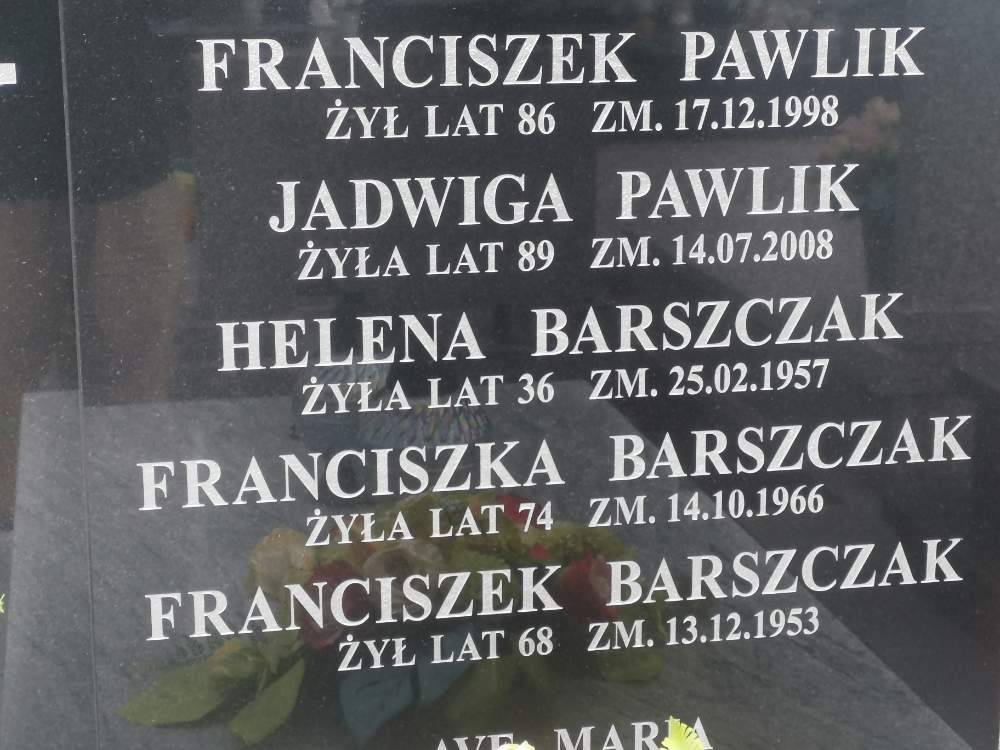 FRANCISZEK PAWLIK
ŻYŁ LAT 86 ZM. 17.12.1998
JADWIGA PAWLIK
ŻYŁA LAT 89 ZM. 14.07.2008
HELENA BARSZCZAK
ŻYŁA LAT 36 ZM. 25.02.1957
FRANCISZKA BARSZCZAK
ŻYŁA LAT 74 ZM. 14.10.1966
FRANCISZEK BARSZCZAK
ŻYŁ LAT 68 ZM. 13.12.1953
AVE MARIA